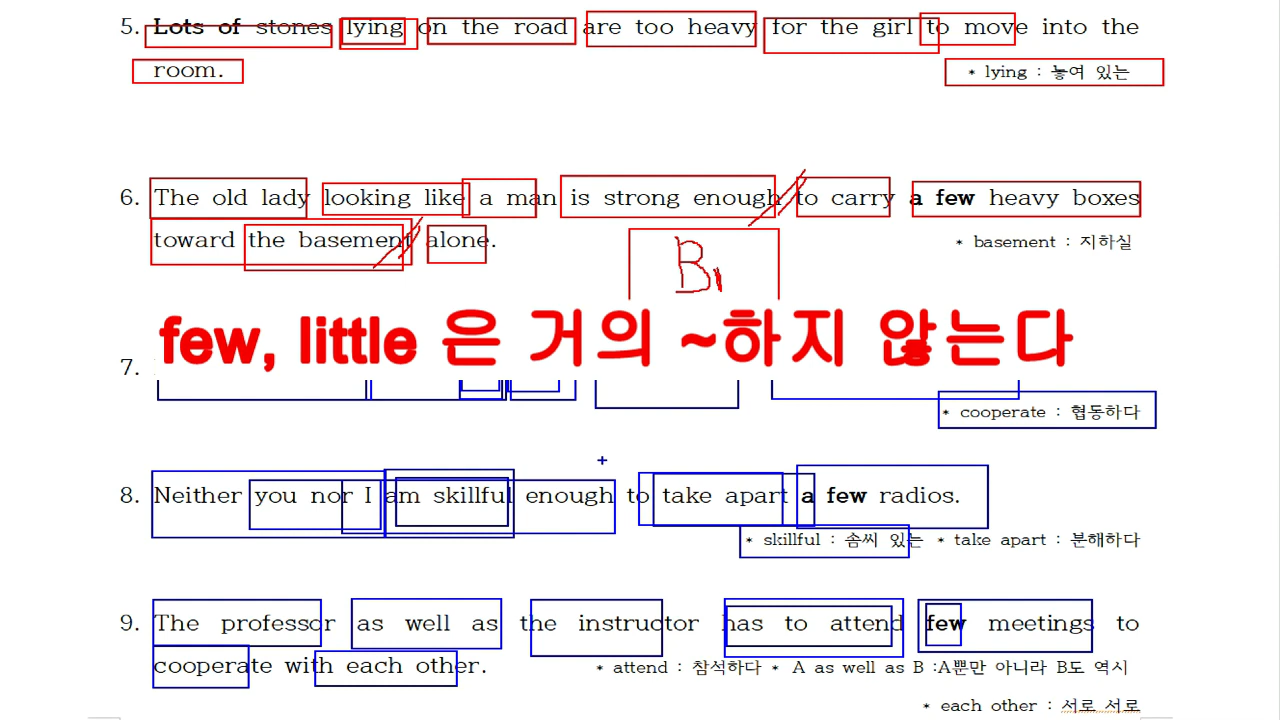 5. Lots of stones lying on the road are too heavy for the girl to move into the
room.
* lying : 놓여 있는
6. The old lady looking like a man is strong enough to carry a few heavy boxes
toward the basement alone.
* basement : 지하실
B1
few, little 은 거의 ~하지 않는다
7.
* cooperate : 협동하다
8. Neither you nor I am skillful enough to take apart a few radios.
* skillful : 솜씨 있는 * take apart : 분해하다
9. The professor as well as the instructor has to attend few meetings to
cooperate with each other.
* attend : 참석하다 * A as well as B :A뿐만 아니라 B도 역시
* each other : 서로 서로